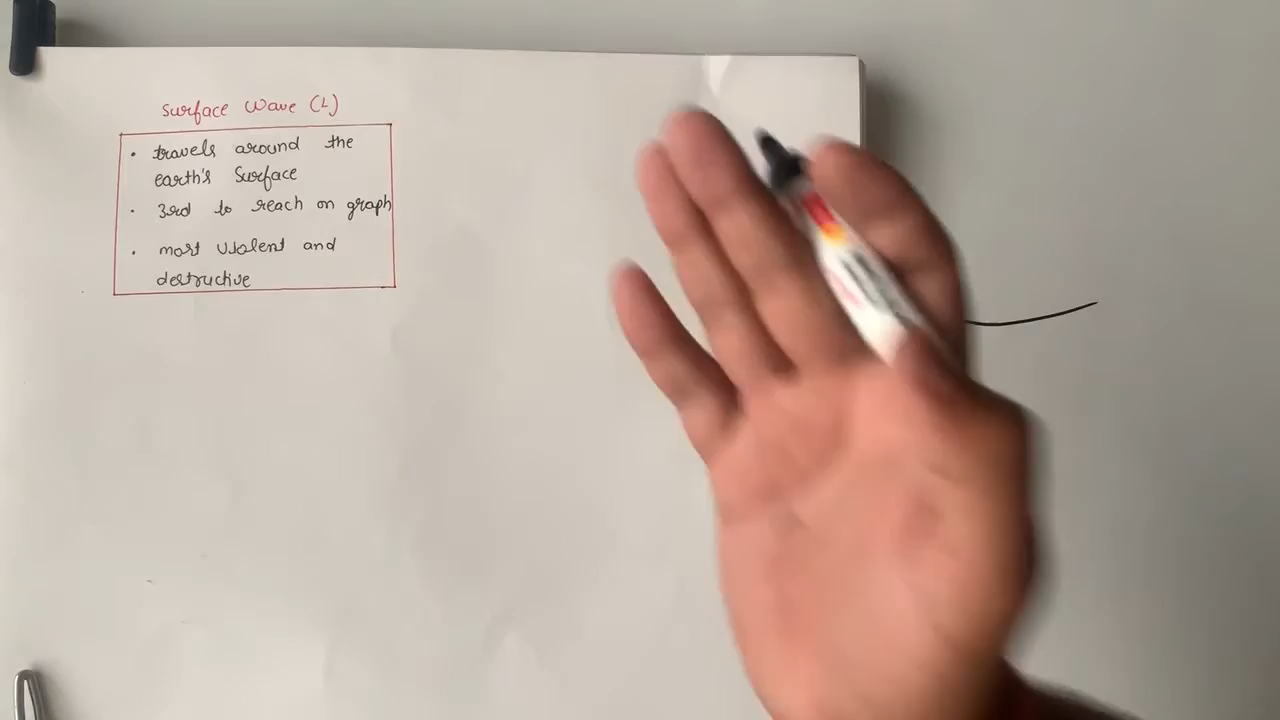 Surface Wave (L)
• travels around the
earth's Surface
• 3rd to reach on graph
• most violent and
destructive